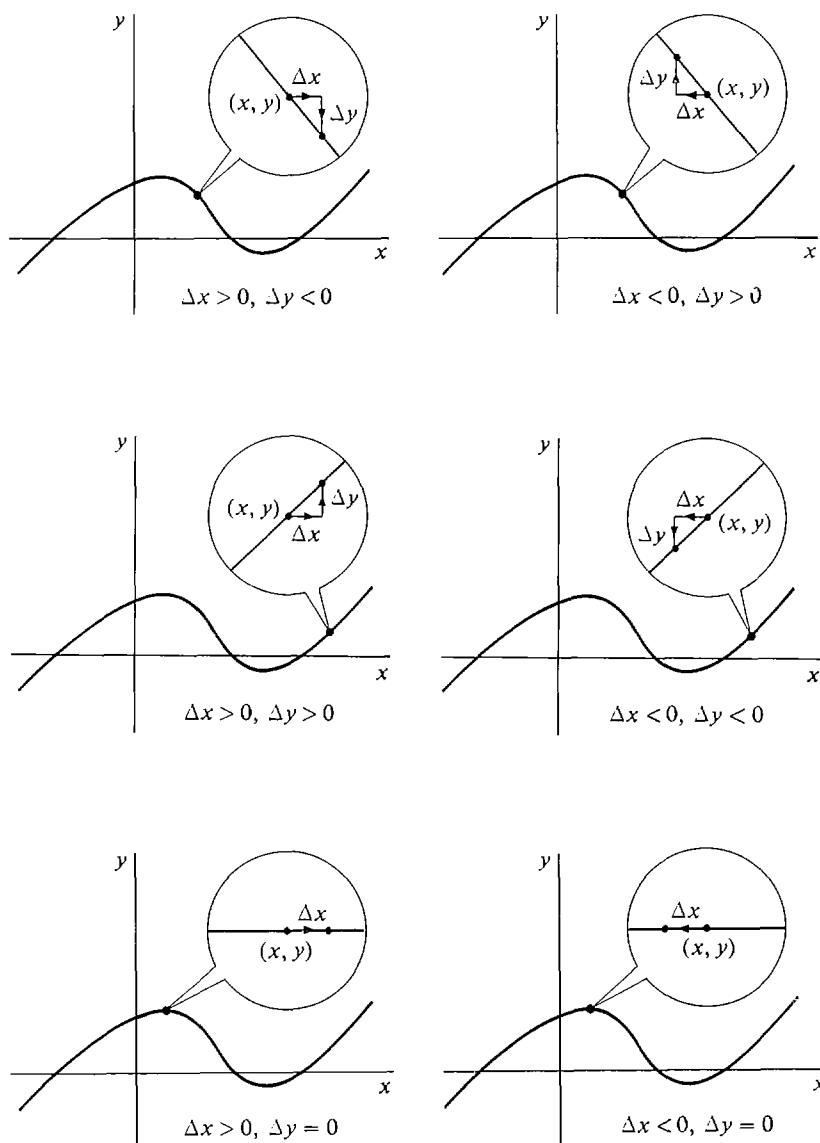 y
y
Δx
(x, y)
Δy
Δy
(x, y)
Δx
x
x
Δx > 0, Δy < 0
Δx < 0, Δy > 0
y
y
(x, y)
Δy
Δx
Δx
Δy
(x, y)
x
x
Δx > 0, Δy > 0
Δx < 0, Δy < 0
y
y
Δx
(x, y)
Δx
(x, y)
x
x
Δx > 0, Δy = 0
Δx < 0, Δy = 0